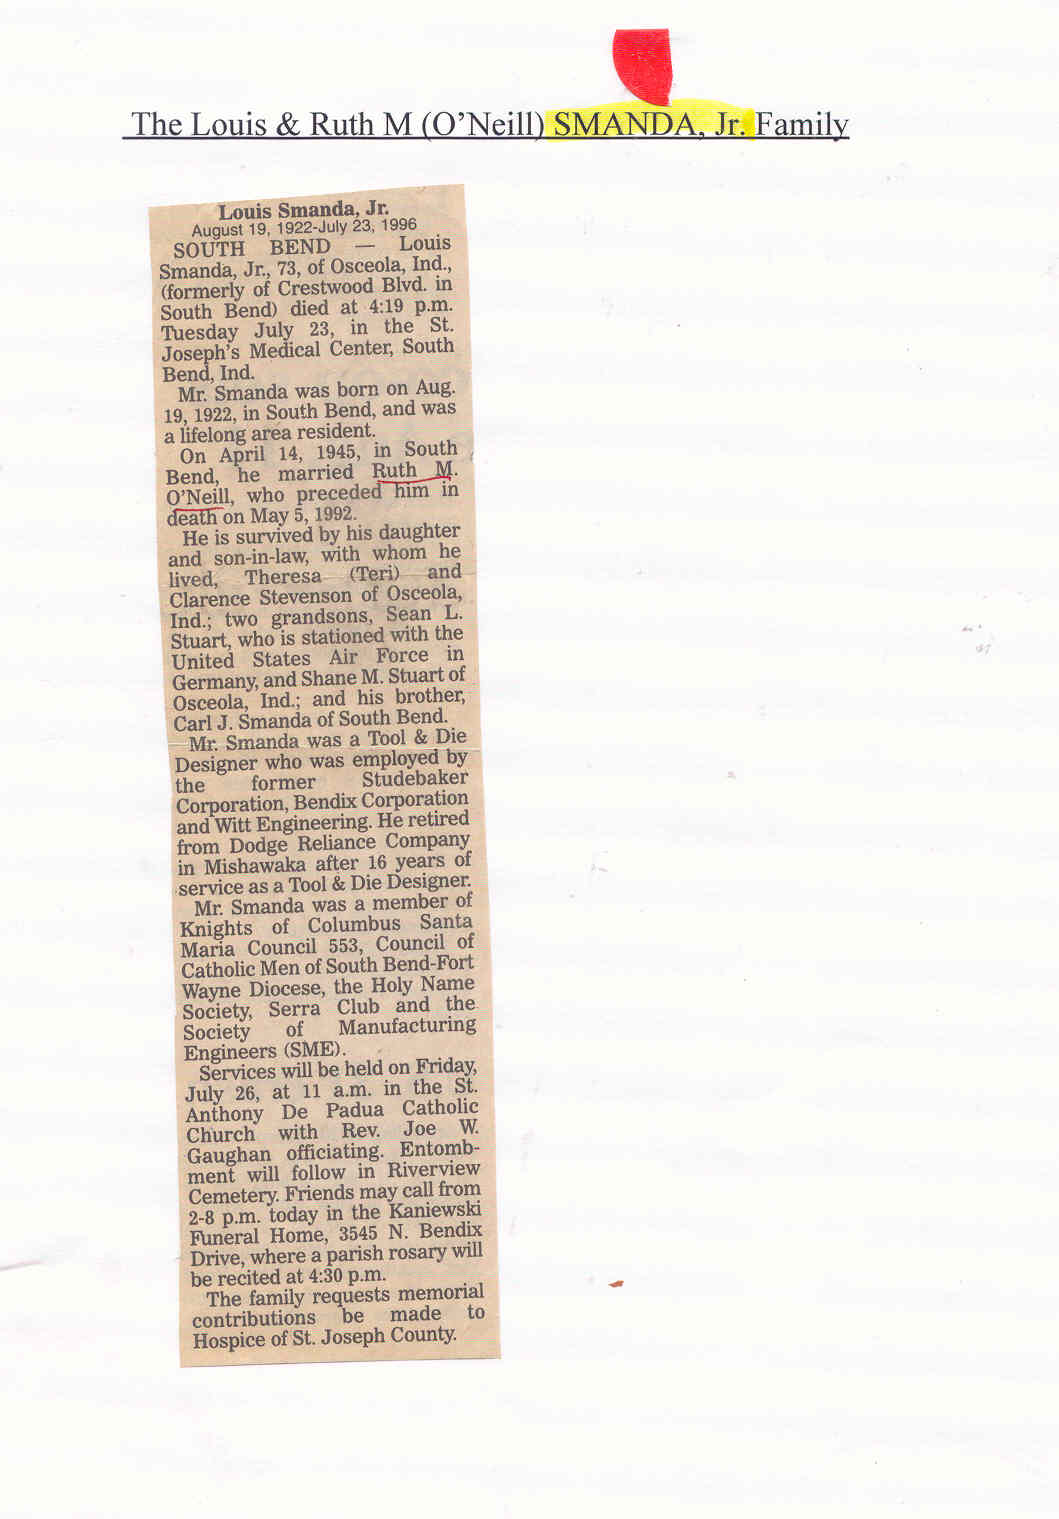 The Louis & Ruth M (O'Neill) SMANDA, Jr. Family
Louis Smanda, Jr.
August 19, 1922-July 23, 1996
SOUTH BEND — Louis
Smanda, Jr., 73, of Osceola, Ind.,
(formerly of Crestwood Blvd. in
South Bend) died at 4:19 p.m.
Tuesday July 23, in the St.
Joseph's Medical Center, South
Bend, Ind.
Mr. Smanda was born on Aug.
19, 1922, in South Bend, and was
a lifelong area resident.
On April 14, 1945, in South
Bend, he married Ruth M.
O'Neill, who preceded him in
death on May 5, 1992.
He is survived by his daughter
and son-in-law, with whom he
lived, Theresa (Teri) and
Clarence Stevenson of Osceola,
Ind.; two grandsons, Sean L.
Stuart, who is stationed with the
United States Air Force in
Germany, and Shane M. Stuart of
Osceola, Ind.; and his brother,
Carl J. Smanda of South Bend.
Mr. Smanda was a Tool & Die
Designer who was employed by
the former Studebaker
Corporation, Bendix Corporation
and Witt Engineering. He retired
from Dodge Reliance Company
in Mishawaka after 16 years of
service as a Tool & Die Designer.
Mr. Smanda was a member of
Knights of Columbus Santa
Maria Council 553, Council of
Catholic Men of South Bend-Fort
Wayne Diocese, the Holy Name
Society, Serra Club and the
Society of Manufacturing
Engineers (SME).
Services will be held on Friday,
July 26, at 11 a.m. in the St.
Anthony De Padua Catholic
Church with Rev. Joe W.
Gaughan officiating. Entomb-
ment will follow in Riverview
Cemetery. Friends may call from
2-8 p.m. today in the Kaniewski
Funeral Home, 3545 N. Bendix
Drive, where a parish rosary will
be recited at 4:30 p.m.
The family requests memorial
contributions be made to
Hospice of St. Joseph County.